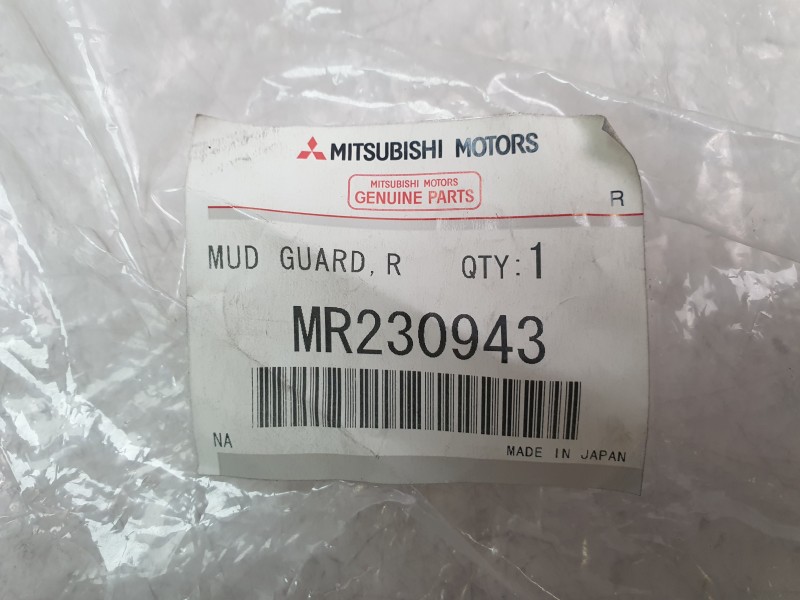 MITSUBISHI MOTORS
MITSUBISHI MOTORS
GENUINE PARTS
R
MUD GUARD, R QTY: 1
MR230943
NA
MADE IN JAPAN